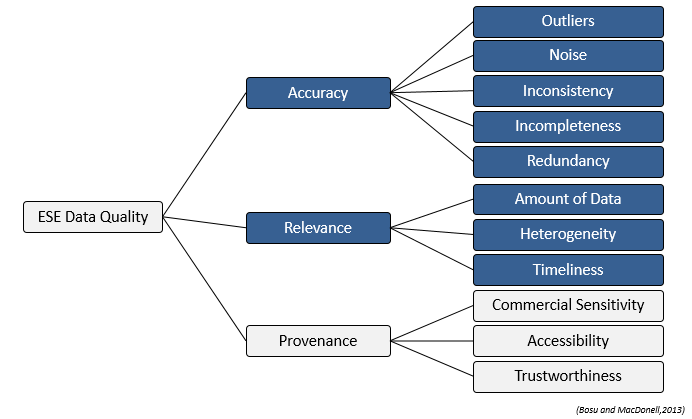 ESE Data Quality
Accuracy
Outliers
Noise
Inconsistency
Incompleteness
Redundancy
Relevance
Amount of Data
Heterogeneity
Timeliness
Provenance
Commercial Sensitivity
Accessibility
Trustworthiness
(Bosu and MacDonell,2013)